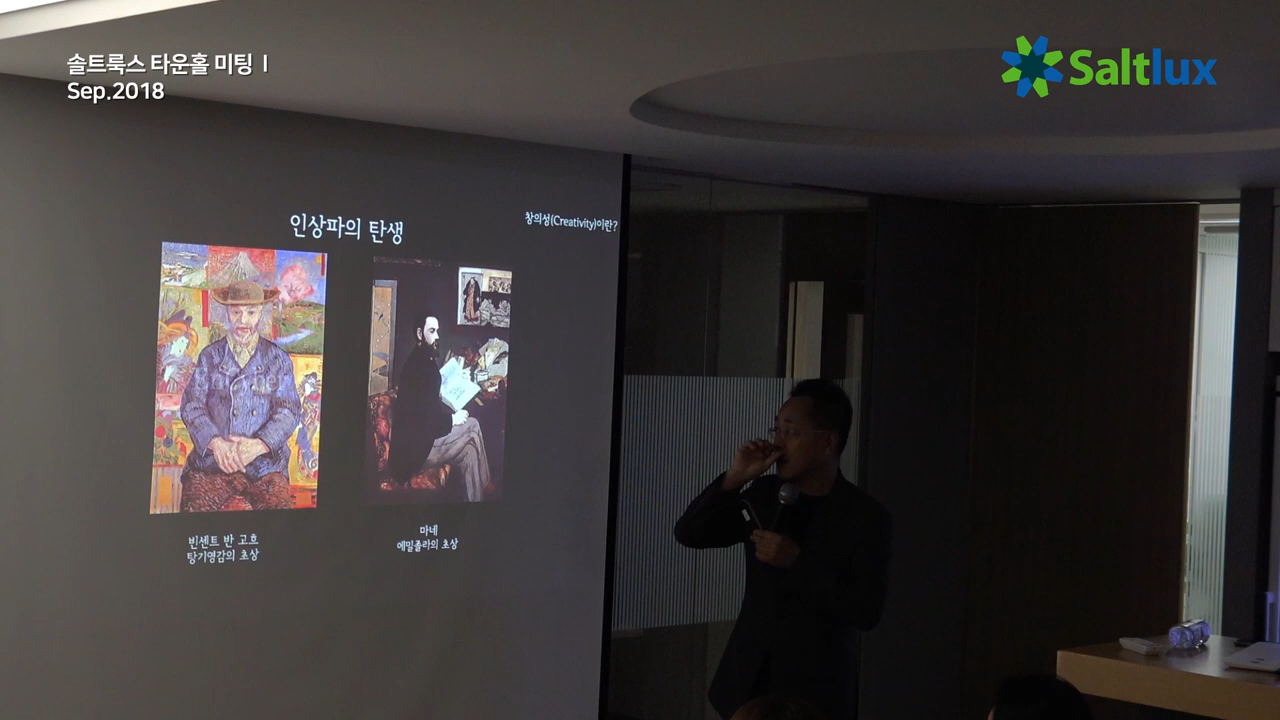 솔트룩스 타운홀 미팅 I
Sep.2018
Saltlux
창의성(Creativity)이란?
인상파의 탄생
빈센트 반 고흐
탕기영감의 초상
마네
에밀졸라의 초상